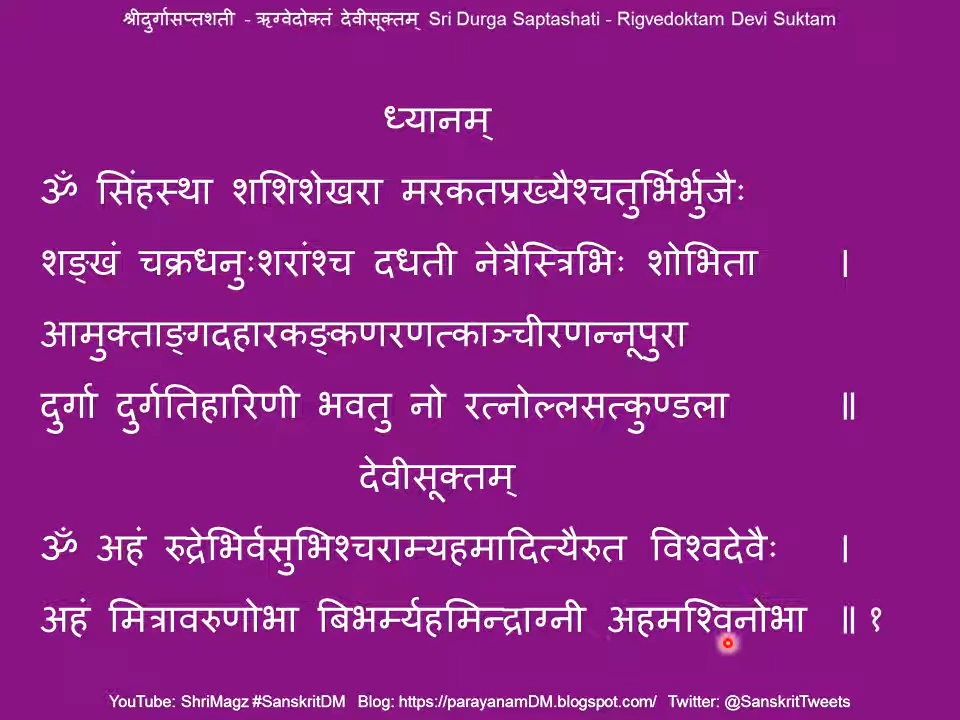 श्रीदुर्गासप्तशती - ऋग्वेदोक्तं देवीसूक्तम् Sri Durga Saptashati - Rigvedoktam Devi Suktam
ध्यानम्
ॐ सिंहस्था शशिशेखरा मरकतप्रख्यैश्चतुर्भिर्भुजैः
शङ्खं चक्रधनुःशरांश्च दधती नेत्रैस्त्रिभिः शोभिता ।
आमुक्ताङ्गदहारकङ्कणरणत्काञ्चीरणन्नूपुरा
दुर्गा दुर्गतिहारिणी भवतु नो रत्नोल्लसत्कुण्डला ॥
देवीसूक्तम्
ॐ अहं रुद्रेभिर्वसुभिश्चराम्यहमादित्यैरुत विश्वदेवैः ।
अहं मित्रावरुणोभा बिभर्म्यहमिन्द्राग्नी अहमश्विनोभा ॥ १
YouTube: ShriMagz #SanskritDM Blog: https://parayanamDM.blogspot.com/ Twitter: @SanskritTweets